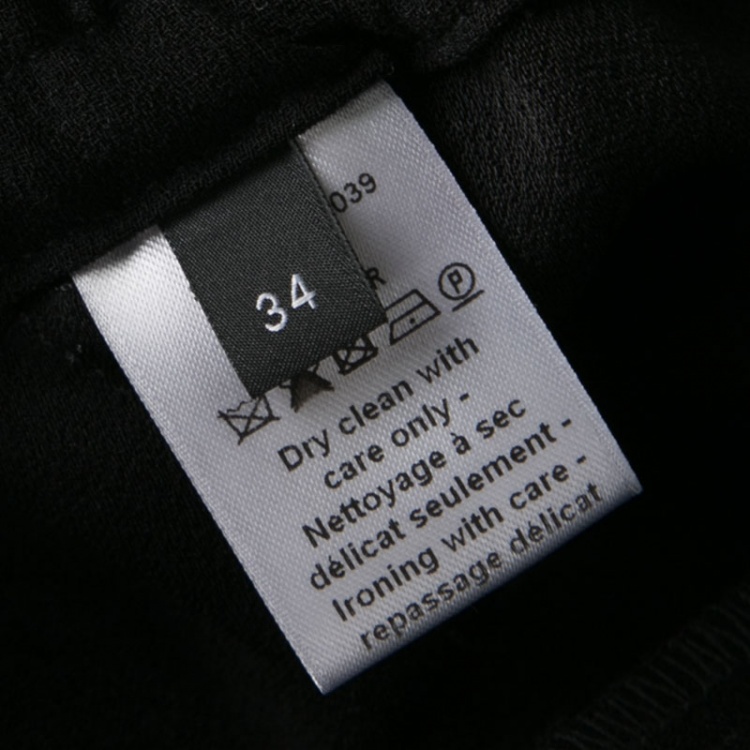 039
R
34
P
Dry clean with
care only -
Nettoyage à sec
délicat seulement -
Ironing with care -
repassage délicat